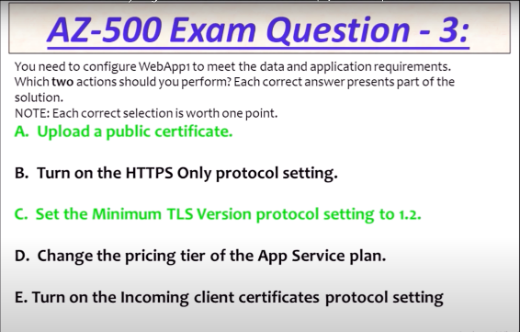 AZ-500 Exam Question - 3:
You need to configure WebApp1 to meet the data and application requirements.
Which two actions should you perform? Each correct answer presents part of the
solution.
NOTE: Each correct selection is worth one point.
A. Upload a public certificate.
B. Turn on the HTTPS Only protocol setting.
C. Set the Minimum TLS Version protocol setting to 1.2.
D. Change the pricing tier of the App Service plan.
E. Turn on the Incoming client certificates protocol setting